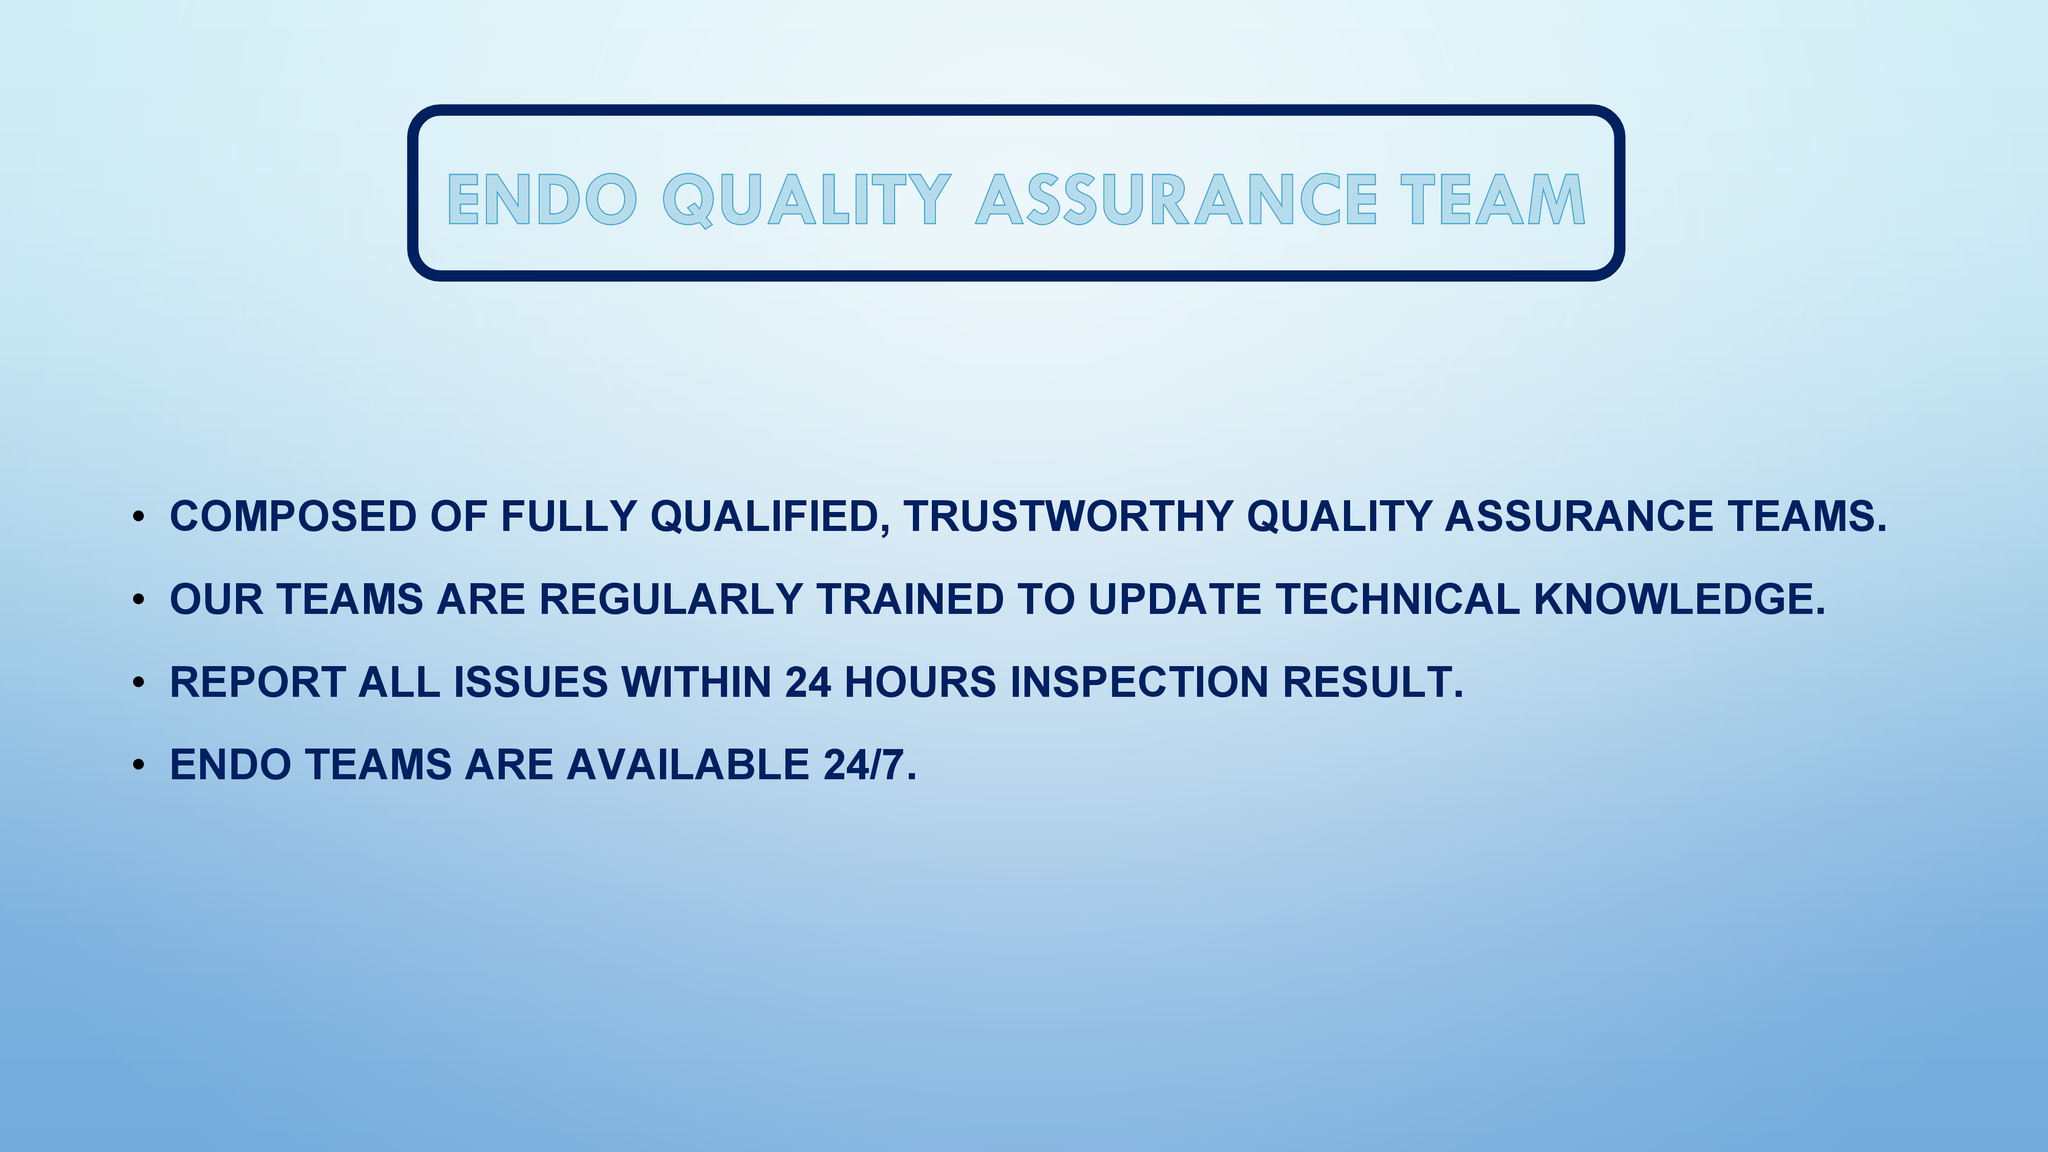 ENDO QUALITY ASSURANCE TEAM
• COMPOSED OF FULLY QUALIFIED, TRUSTWORTHY QUALITY ASSURANCE TEAMS.
• OUR TEAMS ARE REGULARLY TRAINED TO UPDATE TECHNICAL KNOWLEDGE.
• REPORT ALL ISSUES WITHIN 24 HOURS INSPECTION RESULT.
• ENDO TEAMS ARE AVAILABLE 24/7.